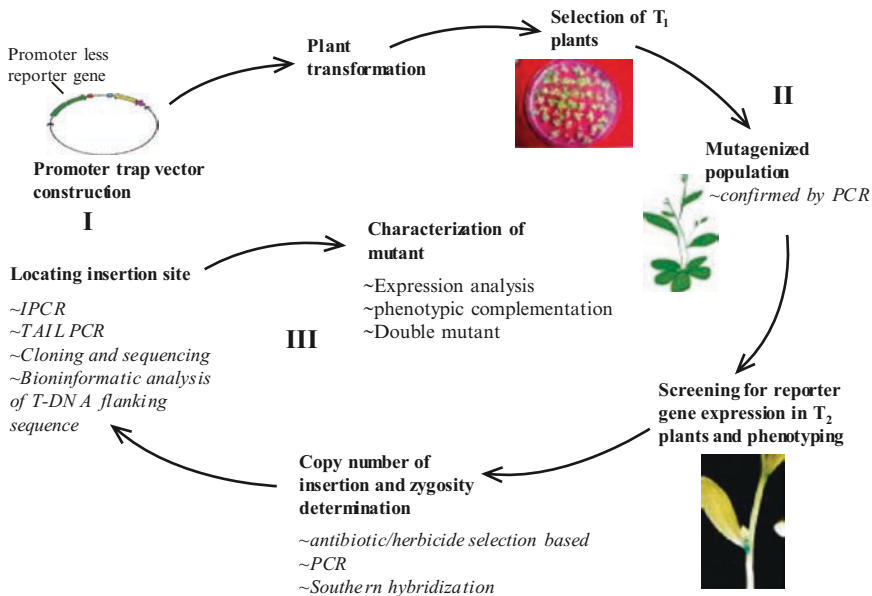 Promoter less
reporter gene
Promoter trap vector
construction
I
Plant
transformation
Selection of T1
plants
II
Mutagenized
population
~confirmed by PCR
Screening for reporter
gene expression in T2
plants and phenotyping
Copy number of
insertion and zygosity
determination
~antibiotic/herbicide selection based
~PCR
~Southern hybridization
Locating insertion site
~IPCR
~TAIL PCR
~Cloning and sequencing
~Bioninformatic analysis
of T-DNA flanking
sequence
III
Characterization of
mutant
~Expression analysis
~phenotypic complementation
~Double mutant